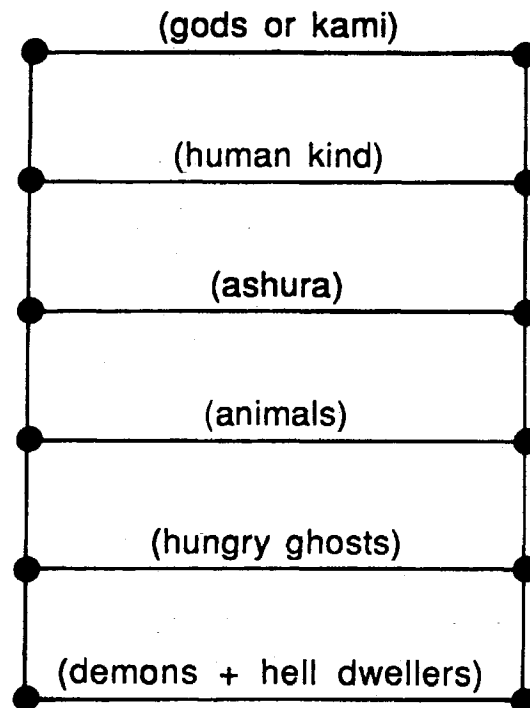 (gods or kami)
(human kind)
(ashura)
(animals)
(hungry ghosts)
(demons + hell dwellers)